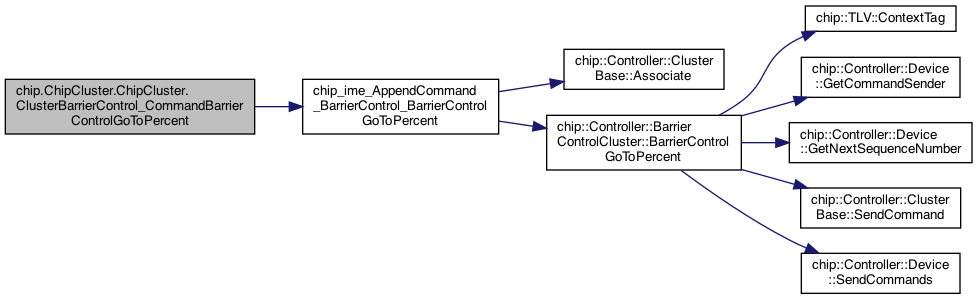 chip.ChipCluster.ChipCluster.
ClusterBarrierControl_CommandBarrier
ControlGoToPercent
chip_ime_AppendCommand
_BarrierControl_BarrierControl
GoToPercent
chip::Controller::Cluster
Base::Associate
chip::Controller::Barrier
ControlCluster::BarrierControl
GoToPercent
chip::TLV::ContextTag
chip::Controller::Device
::GetCommandSender
chip::Controller::Device
::GetNextSequenceNumber
chip::Controller::Cluster
Base::SendCommand
chip::Controller::Device
::SendCommands